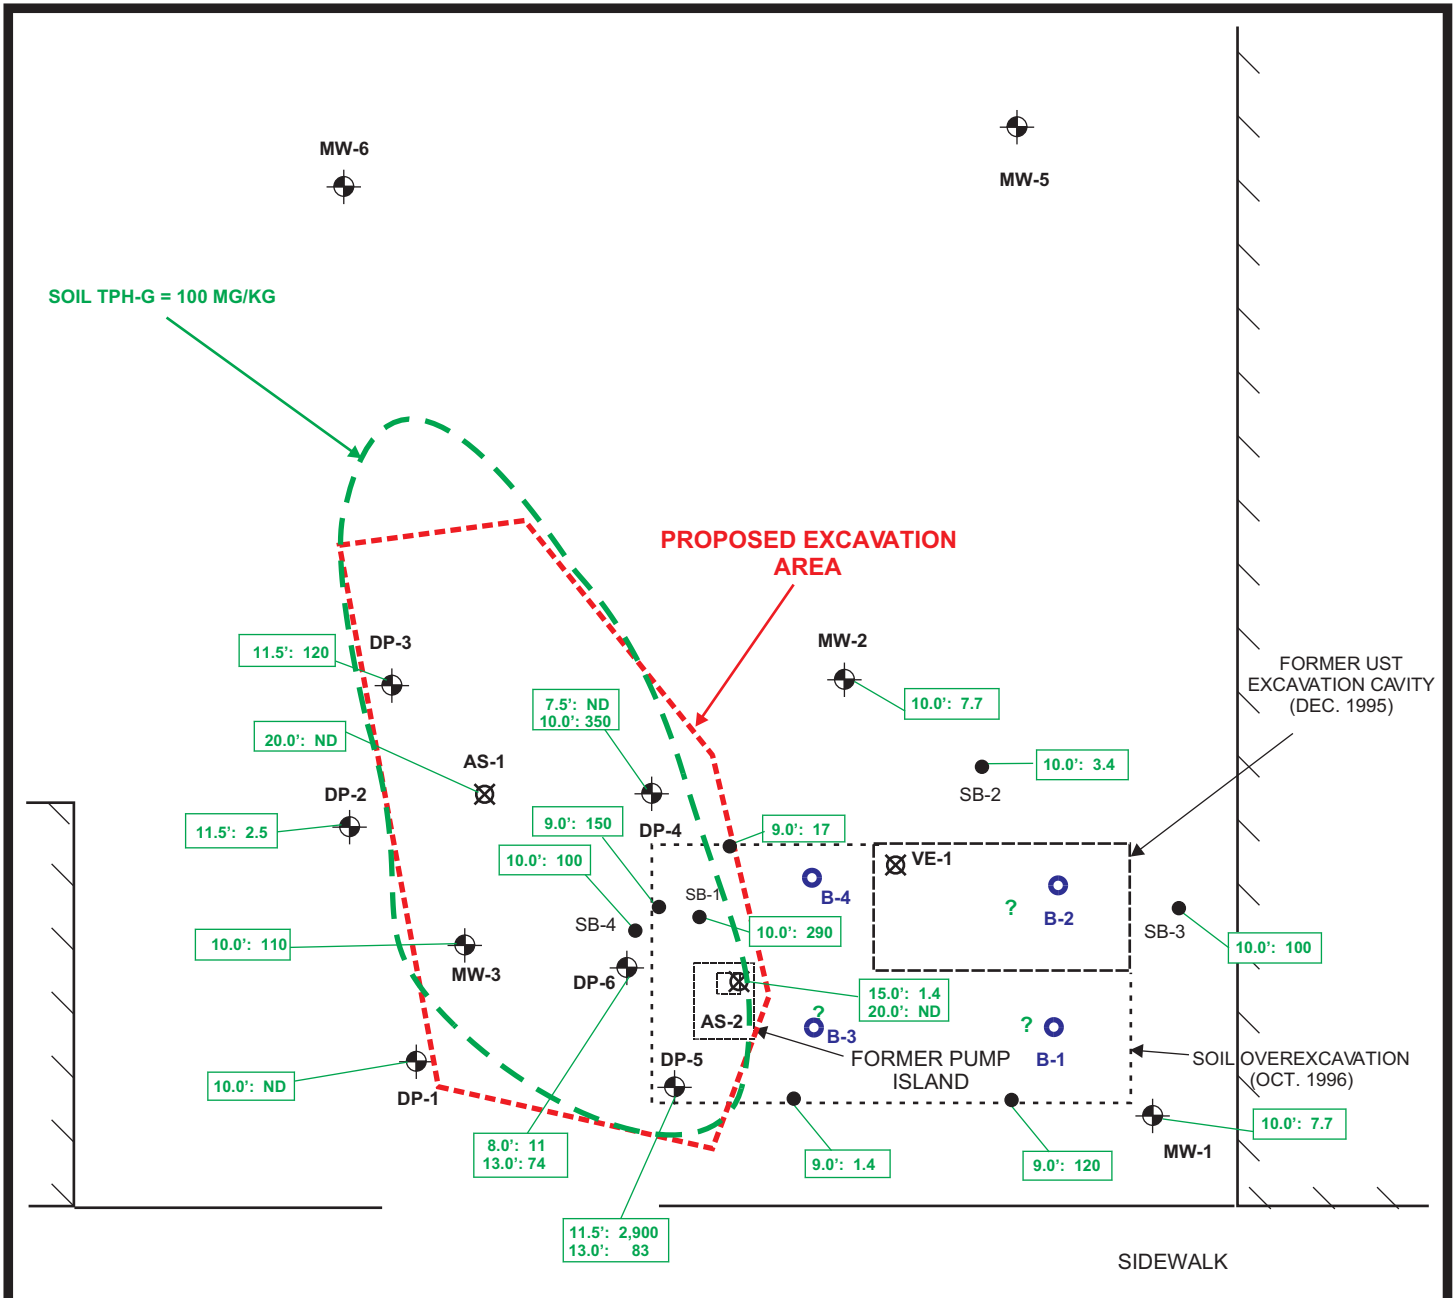 MW-6
MW-5
SOIL TPH-G = 100 MG/KG
PROPOSED EXCAVATION
AREA
DP-3
11.5': 120
MW-2
FORMER UST
EXCAVATION CAVITY
(DEC. 1995)
7.5': ND
10.0': 350
10.0': 7.7
20.0': ND
AS-1
10.0': 3.4
SB-2
DP-2
11.5': 2.5
9.0': 150
DP-4
9.0': 17
10.0': 100
VE-1
SB-1
B-4
?
B-2
SB-4
10.0': 290
SB-3
10.0': 100
10.0': 110
MW-3
DP-6
15.0': 1.4
20.0': ND
AS-2
?
B-3
?
B-1
DP-5
FORMER PUMP
ISLAND
SOIL OVEREXCAVATION
(OCT. 1996)
10.0': ND
DP-1
10.0': 7.7
MW-1
8.0': 11
13.0': 74
9.0': 1.4
9.0': 120
11.5': 2,900
13.0': 83
SIDEWALK